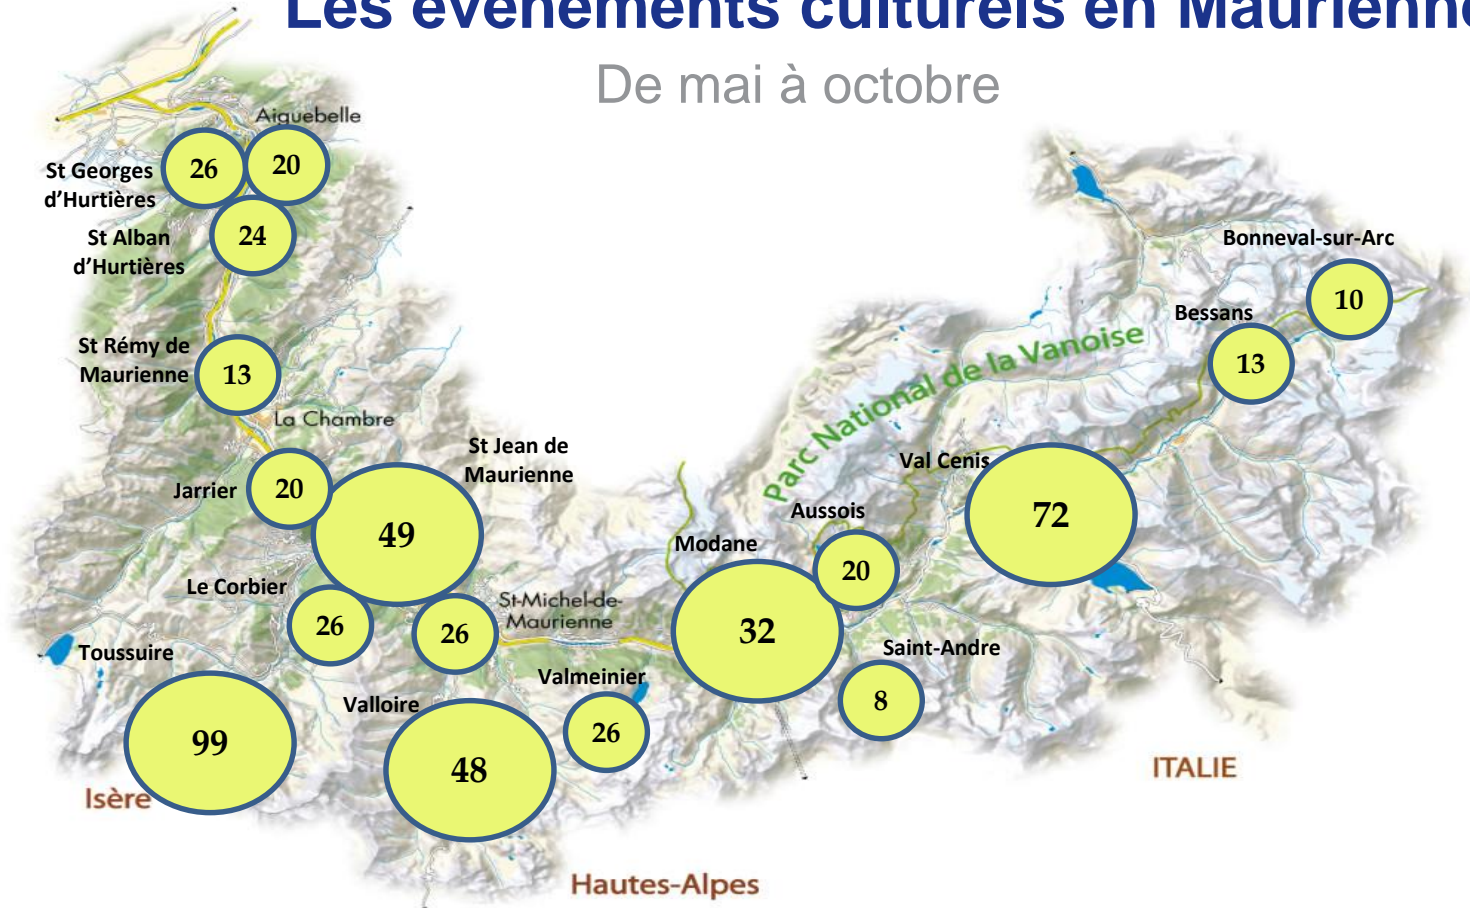 Les évènements culturels en Maurienne
De mai à octobre
Aiguebelle
St Georges
d'Hurtières
26
20
St Alban
d'Hurtières
24
Bonneval-sur-Arc
10
Bessans
13
St Rémy de
Maurienne
13
La Chambre
Parc National de la Vanoise
St Jean de
Maurienne
Jarrier
20
49
Val Cenis
72
Aussois
20
Modane
32
Le Corbier
26
26
St-Michel-de-
Maurienne
Toussuire
99
Saint-Andre
8
Valmeinier
26
Valloire
48
ITALIE
Isère
Hautes-Alpes